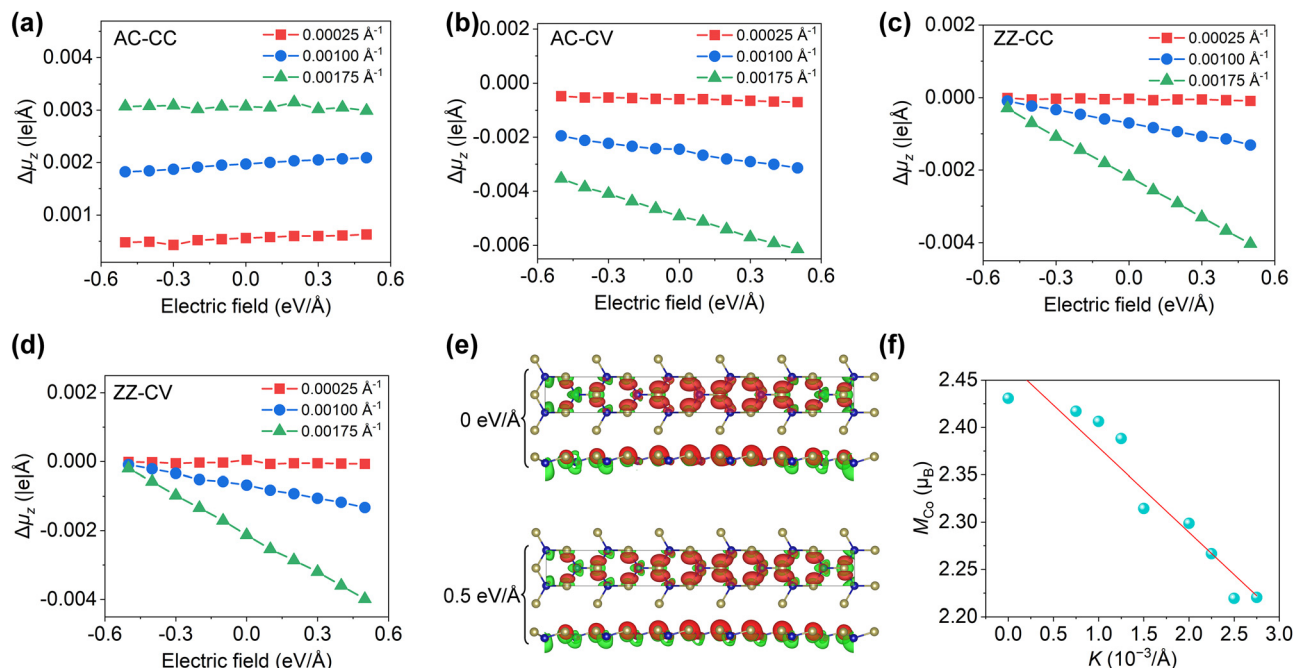 (a)
AC-CC
0.00025 Å⁻¹
0.00100 Å⁻¹
0.00175 Å⁻¹
0.004
0.003
0.002
0.001
Δμz (|e|Å)
-0.6 -0.3 0.0 0.3 0.6
Electric field (eV/Å)
(b)
AC-CV
0.00025 Å⁻¹
0.00100 Å⁻¹
0.00175 Å⁻¹
0.002
0.000
-0.002
-0.004
-0.006
Δμz (|e|Å)
-0.6 -0.3 0.0 0.3 0.6
Electric field (eV/Å)
(c)
ZZ-CC
0.00025 Å⁻¹
0.00100 Å⁻¹
0.00175 Å⁻¹
0.002
0.000
-0.002
-0.004
Δμz (|e|Å)
-0.6 -0.3 0.0 0.3 0.6
Electric field (eV/Å)
(d)
ZZ-CV
0.00025 Å⁻¹
0.00100 Å⁻¹
0.00175 Å⁻¹
0.002
0.000
-0.002
-0.004
Δμz (|e|Å)
-0.6 -0.3 0.0 0.3 0.6
Electric field (eV/Å)
(e)
0 eV/Å
0.5 eV/Å
(f)
2.45
2.40
2.35
2.30
2.25
2.20
MCo (μB)
0.0 0.5 1.0 1.5 2.0 2.5 3.0
K (10⁻³/Å)